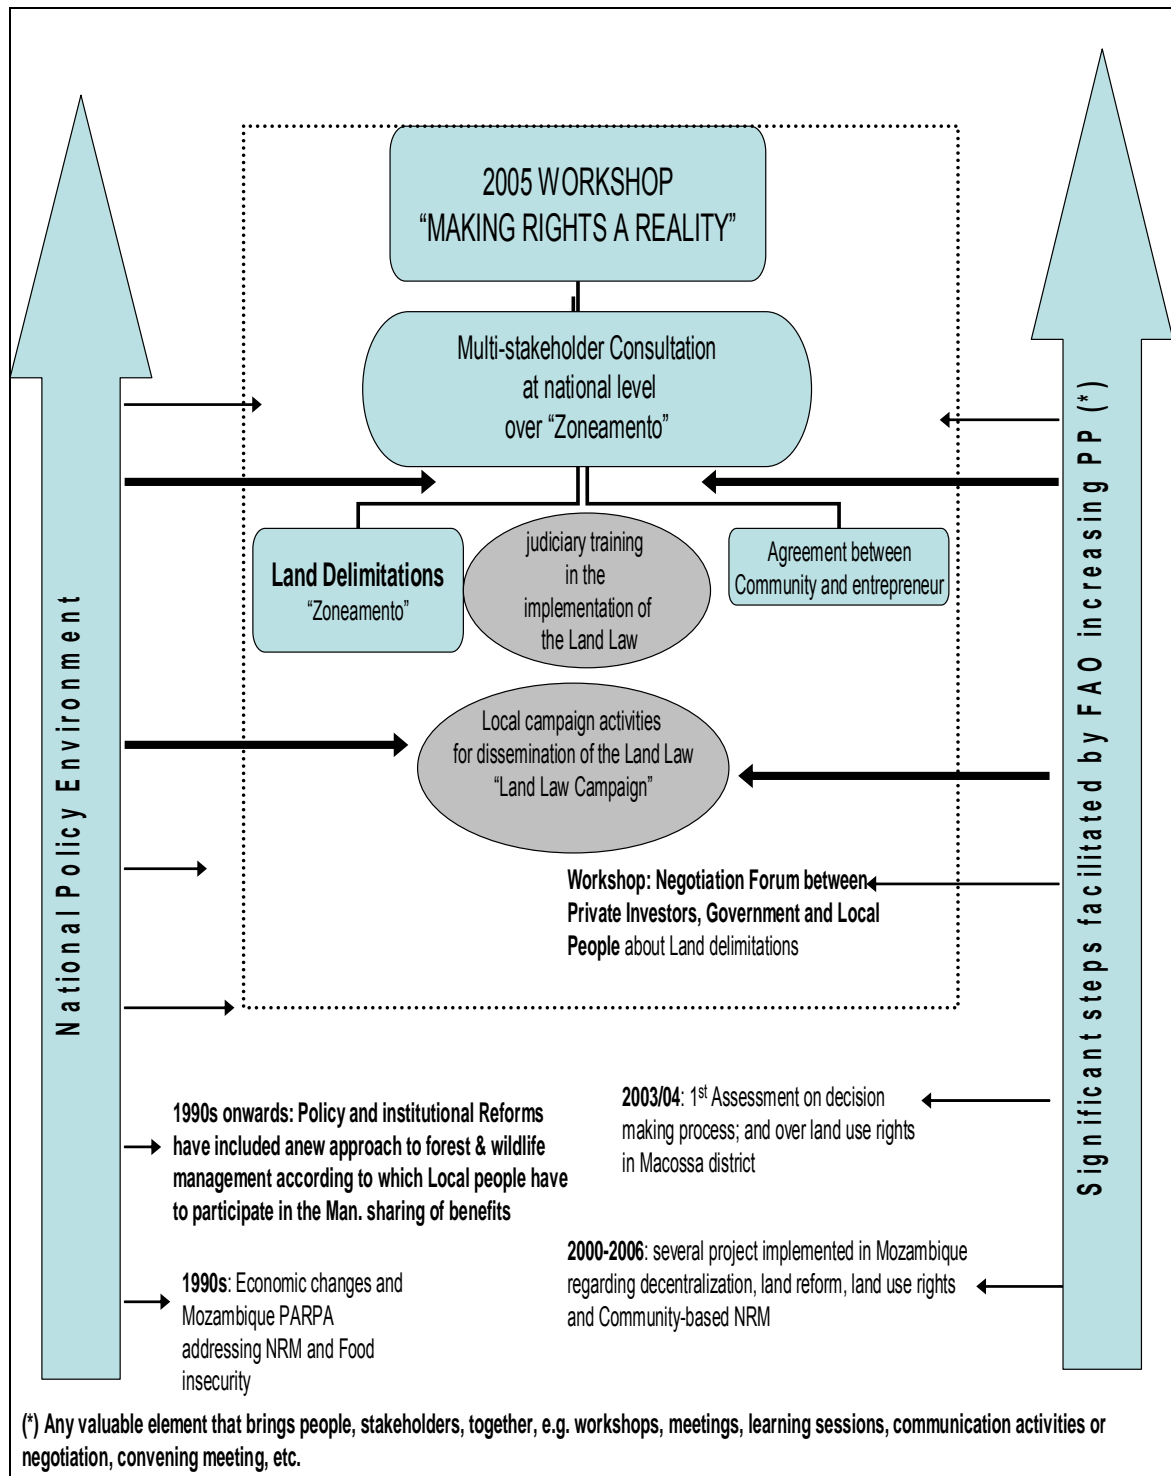 2005 WORKSHOP
“MAKING RIGHTS A REALITY”
Multi-stakeholder Consultation
at national level
over “Zoneamento”
Land Delimitations
“Zoneamento”
judiciary training
in the
implementation of
the Land Law
Agreement between
Community and entrepreneur
Local campaign activities
for dissemination of the Land Law
“Land Law Campaign”
Workshop: Negotiation Forum between
Private Investors, Government and Local
People about Land delimitations
National Policy Environment
Significant steps facilitated by FAO increasing PP (*)
1990s onwards: Policy and institutional Reforms
have included anew approach to forest & wildlife
management according to which Local people have
to participate in the Man. sharing of benefits
2003/04: 1st Assessment on decision
making process; and over land use rights
in Macossa district
1990s: Economic changes and
Mozambique PARPA
addressing NRM and Food
insecurity
2000-2006: several project implemented in Mozambique
regarding decentralization, land reform, land use rights
and Community-based NRM
(*) Any valuable element that brings people, stakeholders, together, e.g. workshops, meetings, learning sessions, communication activities or
negotiation, convening meeting, etc.